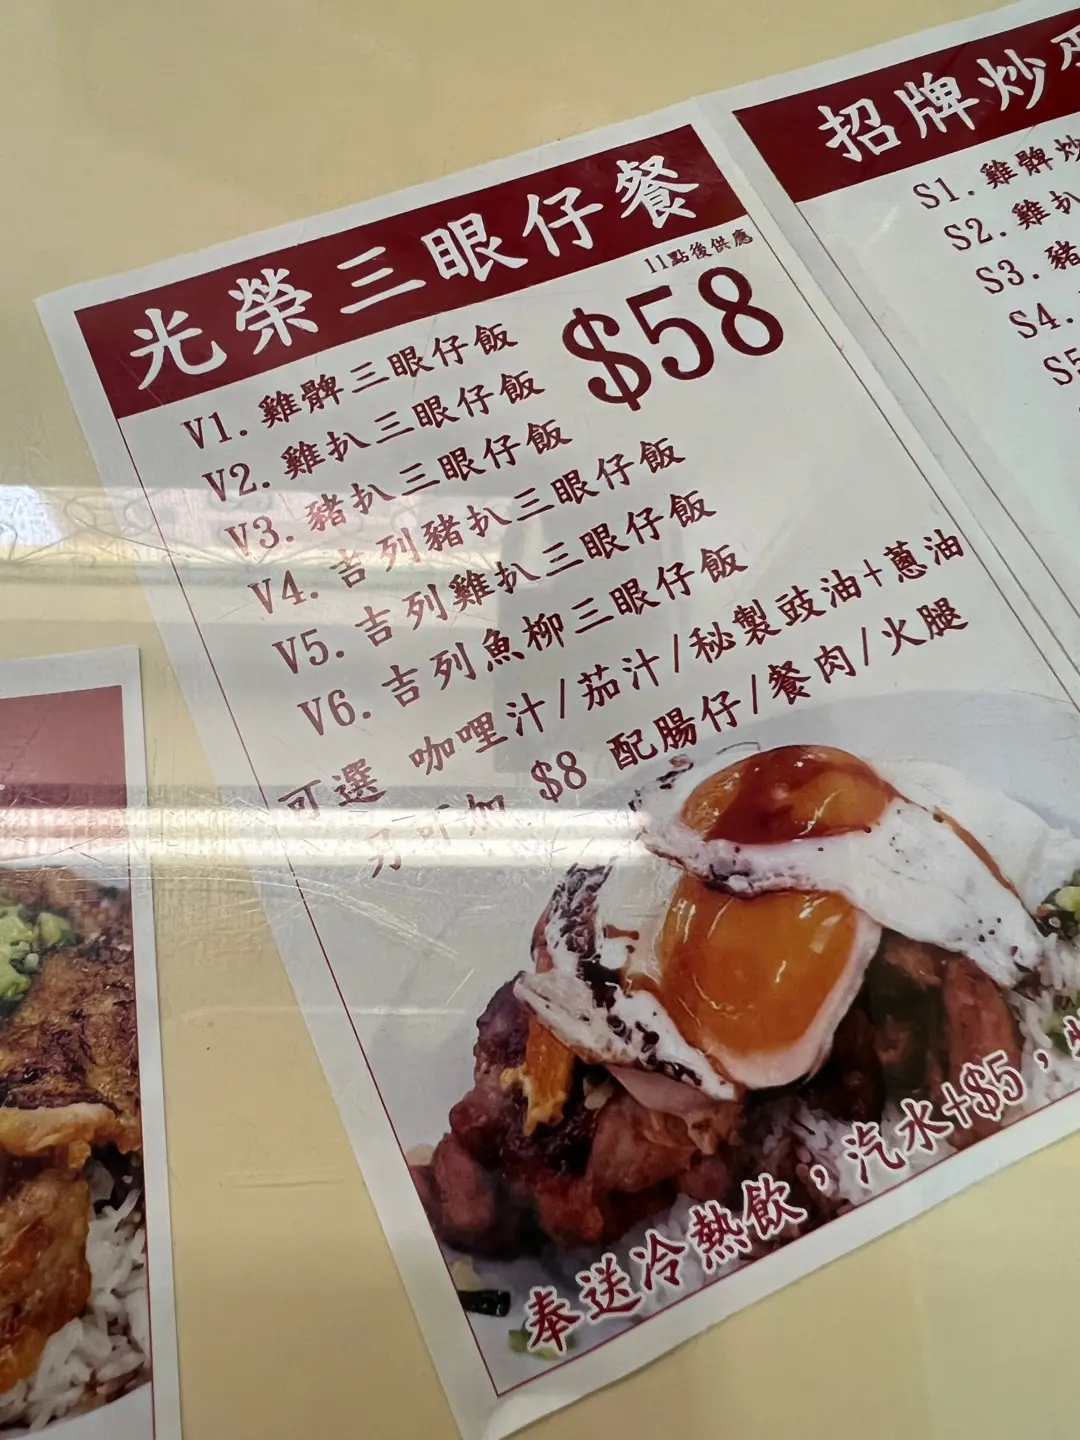 光榮三眼仔餐
11點後供應
$58
V1. 雞髀三眼仔飯
V2. 雞扒三眼仔飯
V3. 豬扒三眼仔飯
V4. 吉列豬扒三眼仔飯
V5. 吉列雞扒三眼仔飯
V6. 吉列魚柳三眼仔飯
可選 咖哩汁/茄汁/秘製豉油+蔥油
另可加 $8 配腸仔/餐肉/火腿
奉送冷熱飲，汽水+$5，
招牌炒
S1. 雞髀炒
S2. 雞扒
S3. 豬
S4.
S5